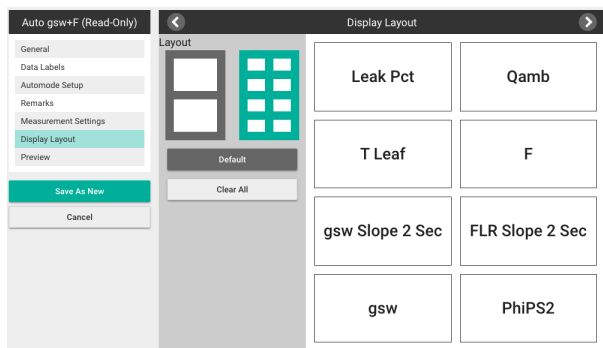 Auto gsw+F (Read-Only)
General
Data Labels
Automode Setup
Remarks
Measurement Settings
Display Layout
Preview
Save As New
Cancel
Display Layout
Layout
Default
Clear All
Leak Pct
Qamb
T Leaf
F
gsw Slope 2 Sec
FLR Slope 2 Sec
gsw
PhiPS2